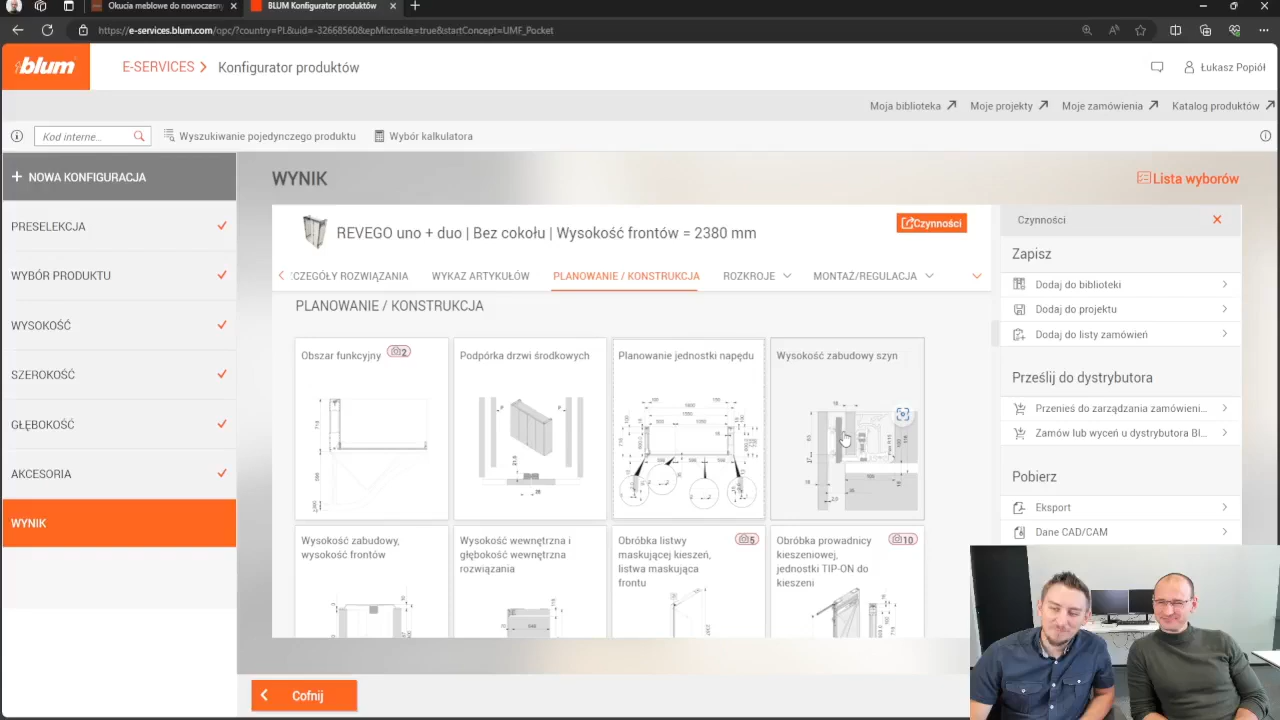 Okucia meblowe do nowoczesn
BLUM Konfigurator produktów
https://e-services.blum.com/opc/?country=PL&uid=-32668560&epMicrosite=true&startConcept=UMF_Pocket
blum
E-SERVICES > Konfigurator produktów
Łukasz Popiół
Moja biblioteka
Moje projekty
Moje zamówienia
Katalog produktów
Kod interne...
Wyszukiwanie pojedynczego produktu
Wybór kalkulatora
+ NOWA KONFIGURACJA
PRESELEKCJA
WYBÓR PRODUKTU
WYSOKOŚĆ
SZEROKOŚĆ
GŁĘBOKOŚĆ
AKCESORIA
WYNIK
WYNIK
Lista wyborów
REVEGO uno + duo | Bez cokołu | Wysokość frontów = 2380 mm
Czynności
CZEGÓŁY ROZWIĄZANIA
WYKAZ ARTYKUŁÓW
PLANOWANIE / KONSTRUKCJA
ROZKROJE
MONTAŻ/REGULACJA
PLANOWANIE / KONSTRUKCJA
Obszar funkcyjny
2
Podpórka drzwi środkowych
Planowanie jednostki napędu
Wysokość zabudowy szyn
Wysokość zabudowy,
wysokość frontów
Wysokość wewnętrzna i
głębokość wewnętrzna
rozwiązania
Obróbka listwy
maskującej kieszeń,
listwa maskująca
frontu
5
Obróbka prowadnicy
kieszeniowej,
jednostki TIP-ON do
kieszeni
10
Czynności
Zapisz
Dodaj do biblioteki
Dodaj do projektu
Dodaj do listy zamówień
Prześlij do dystrybutora
Przenieś do zarządzania zamówieni...
Zamów lub wyceń u dystrybutora Bl...
Pobierz
Eksport
Dane CAD/CAM
Cofnij